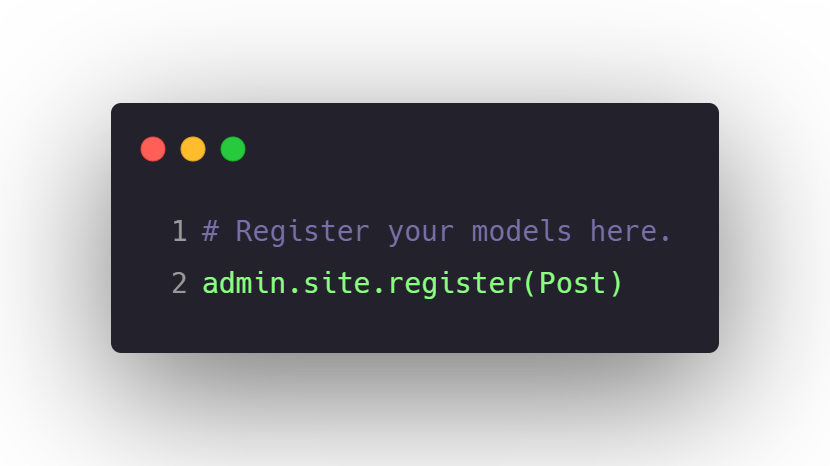 1 # Register your models here.
2 admin.site.register(Post)